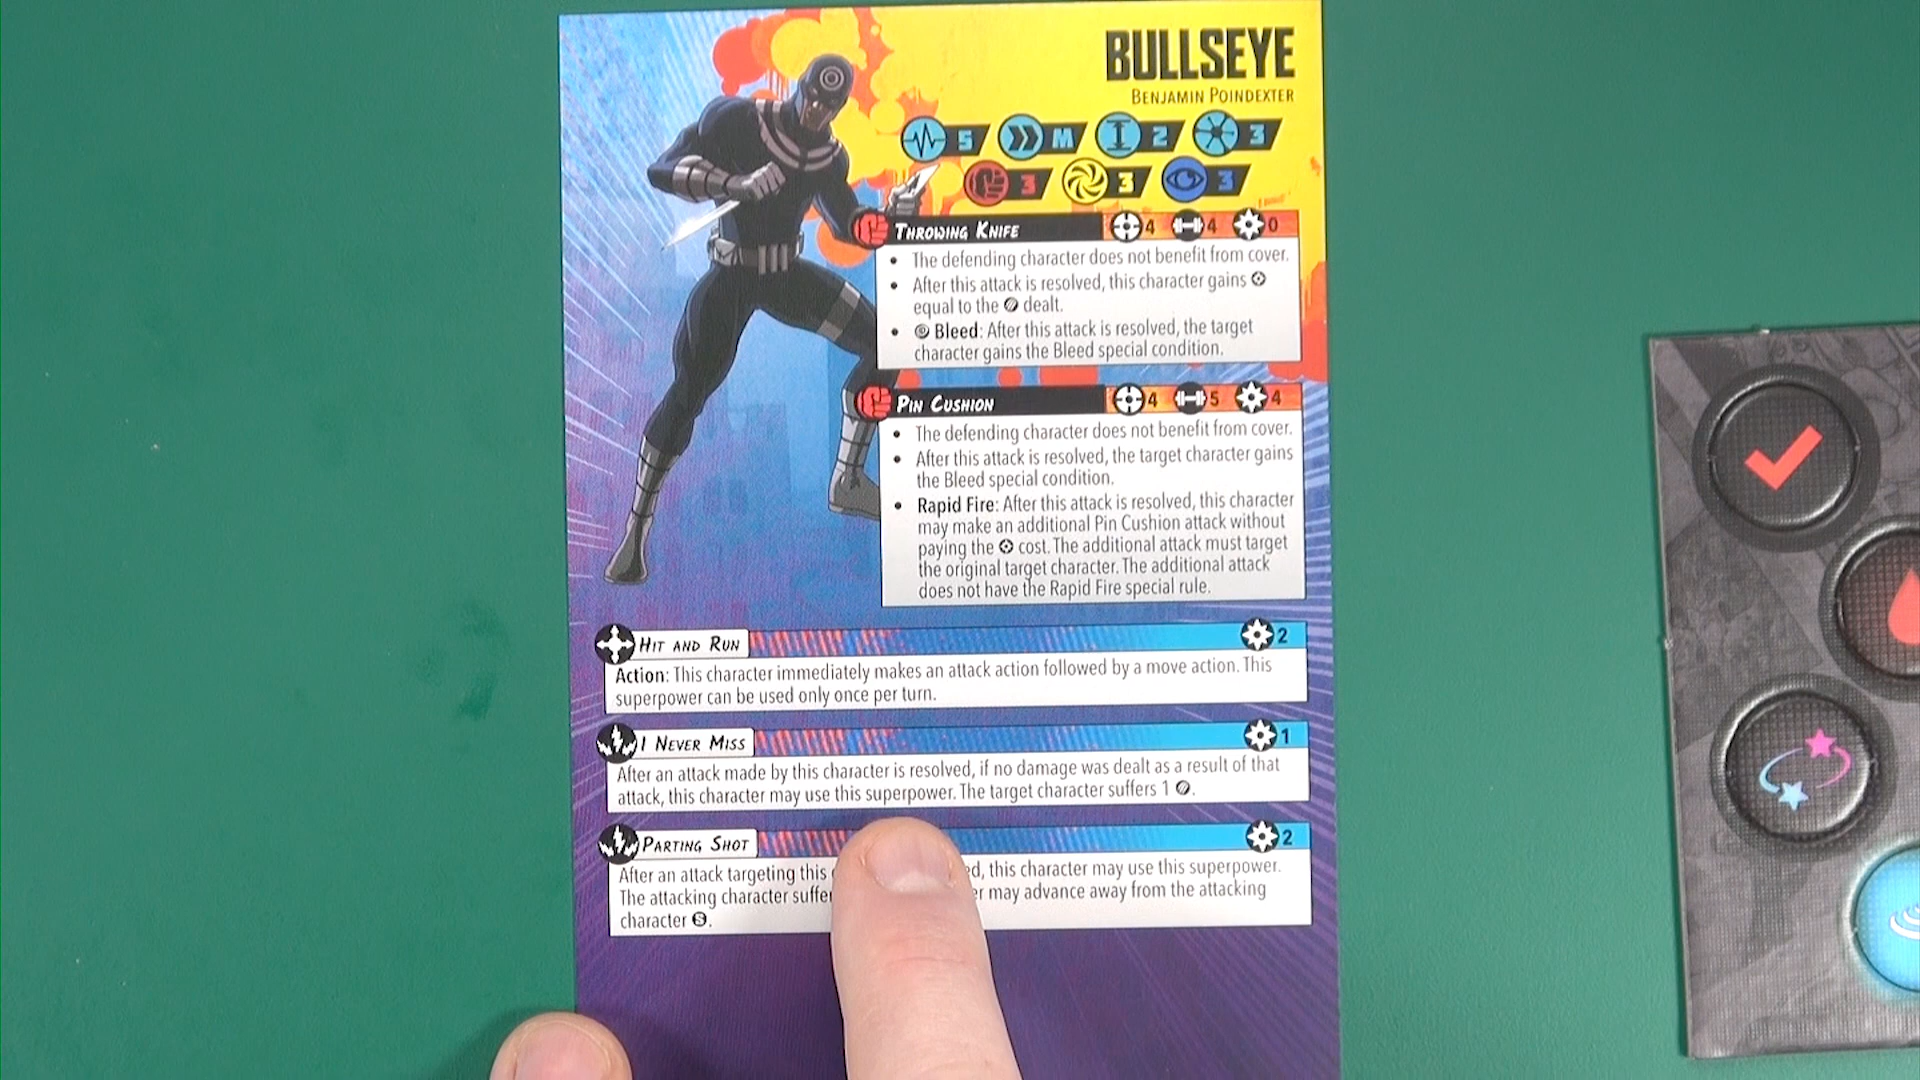 BULLSEYE
BENJAMIN POINDEXTER
5 M 2 3
3 3 3
THROWING KNIFE 4 4 0
• The defending character does not benefit from cover.
• After this attack is resolved, this character gains
equal to the dealt.
• Bleed: After this attack is resolved, the target
character gains the Bleed special condition.
PIN CUSHION 4 5 4
• The defending character does not benefit from cover.
• After this attack is resolved, the target character gains
the Bleed special condition.
• Rapid Fire: After this attack is resolved, this character
may make an additional Pin Cushion attack without
paying the cost. The additional attack must target
the original target character. The additional attack
does not have the Rapid Fire special rule.
HIT AND RUN 2
Action: This character immediately makes an attack action followed by a move action. This
superpower can be used only once per turn.
I NEVER MISS 1
After an attack made by this character is resolved, if no damage was dealt as a result of that
attack, this character may use this superpower. The target character suffers 1 .
PARTING SHOT 2
After an attack targeting this this character may use this superpower.
The attacking character may advance away from the attacking
character S.